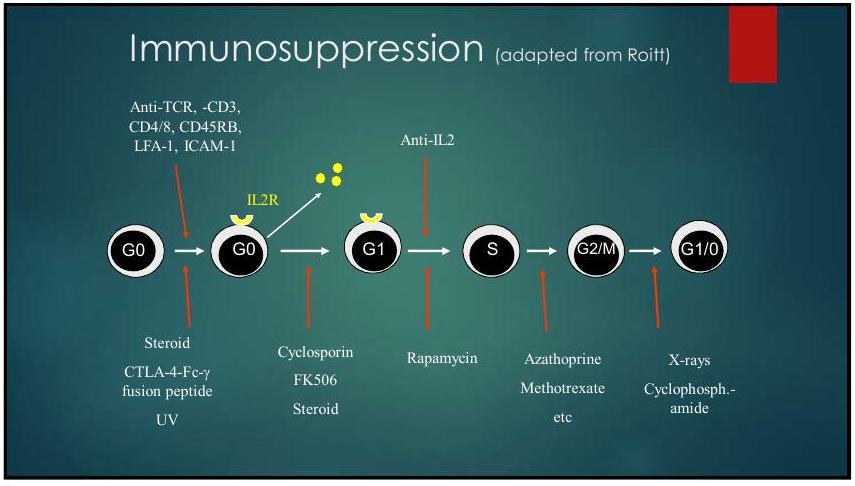 Immunosuppression (adapted from Roitt)
Anti-TCR, -CD3,
CD4/8, CD45RB,
LFA-1, ICAM-1
Anti-IL2
IL2R
G0
G0
G1
S
G2/M
G1/0
Steroid
CTLA-4-Fc-γ
fusion peptide
UV
Cyclosporin
FK506
Steroid
Rapamycin
Azathoprine
Methotrexate
etc
X-rays
Cyclophosph.-
amide